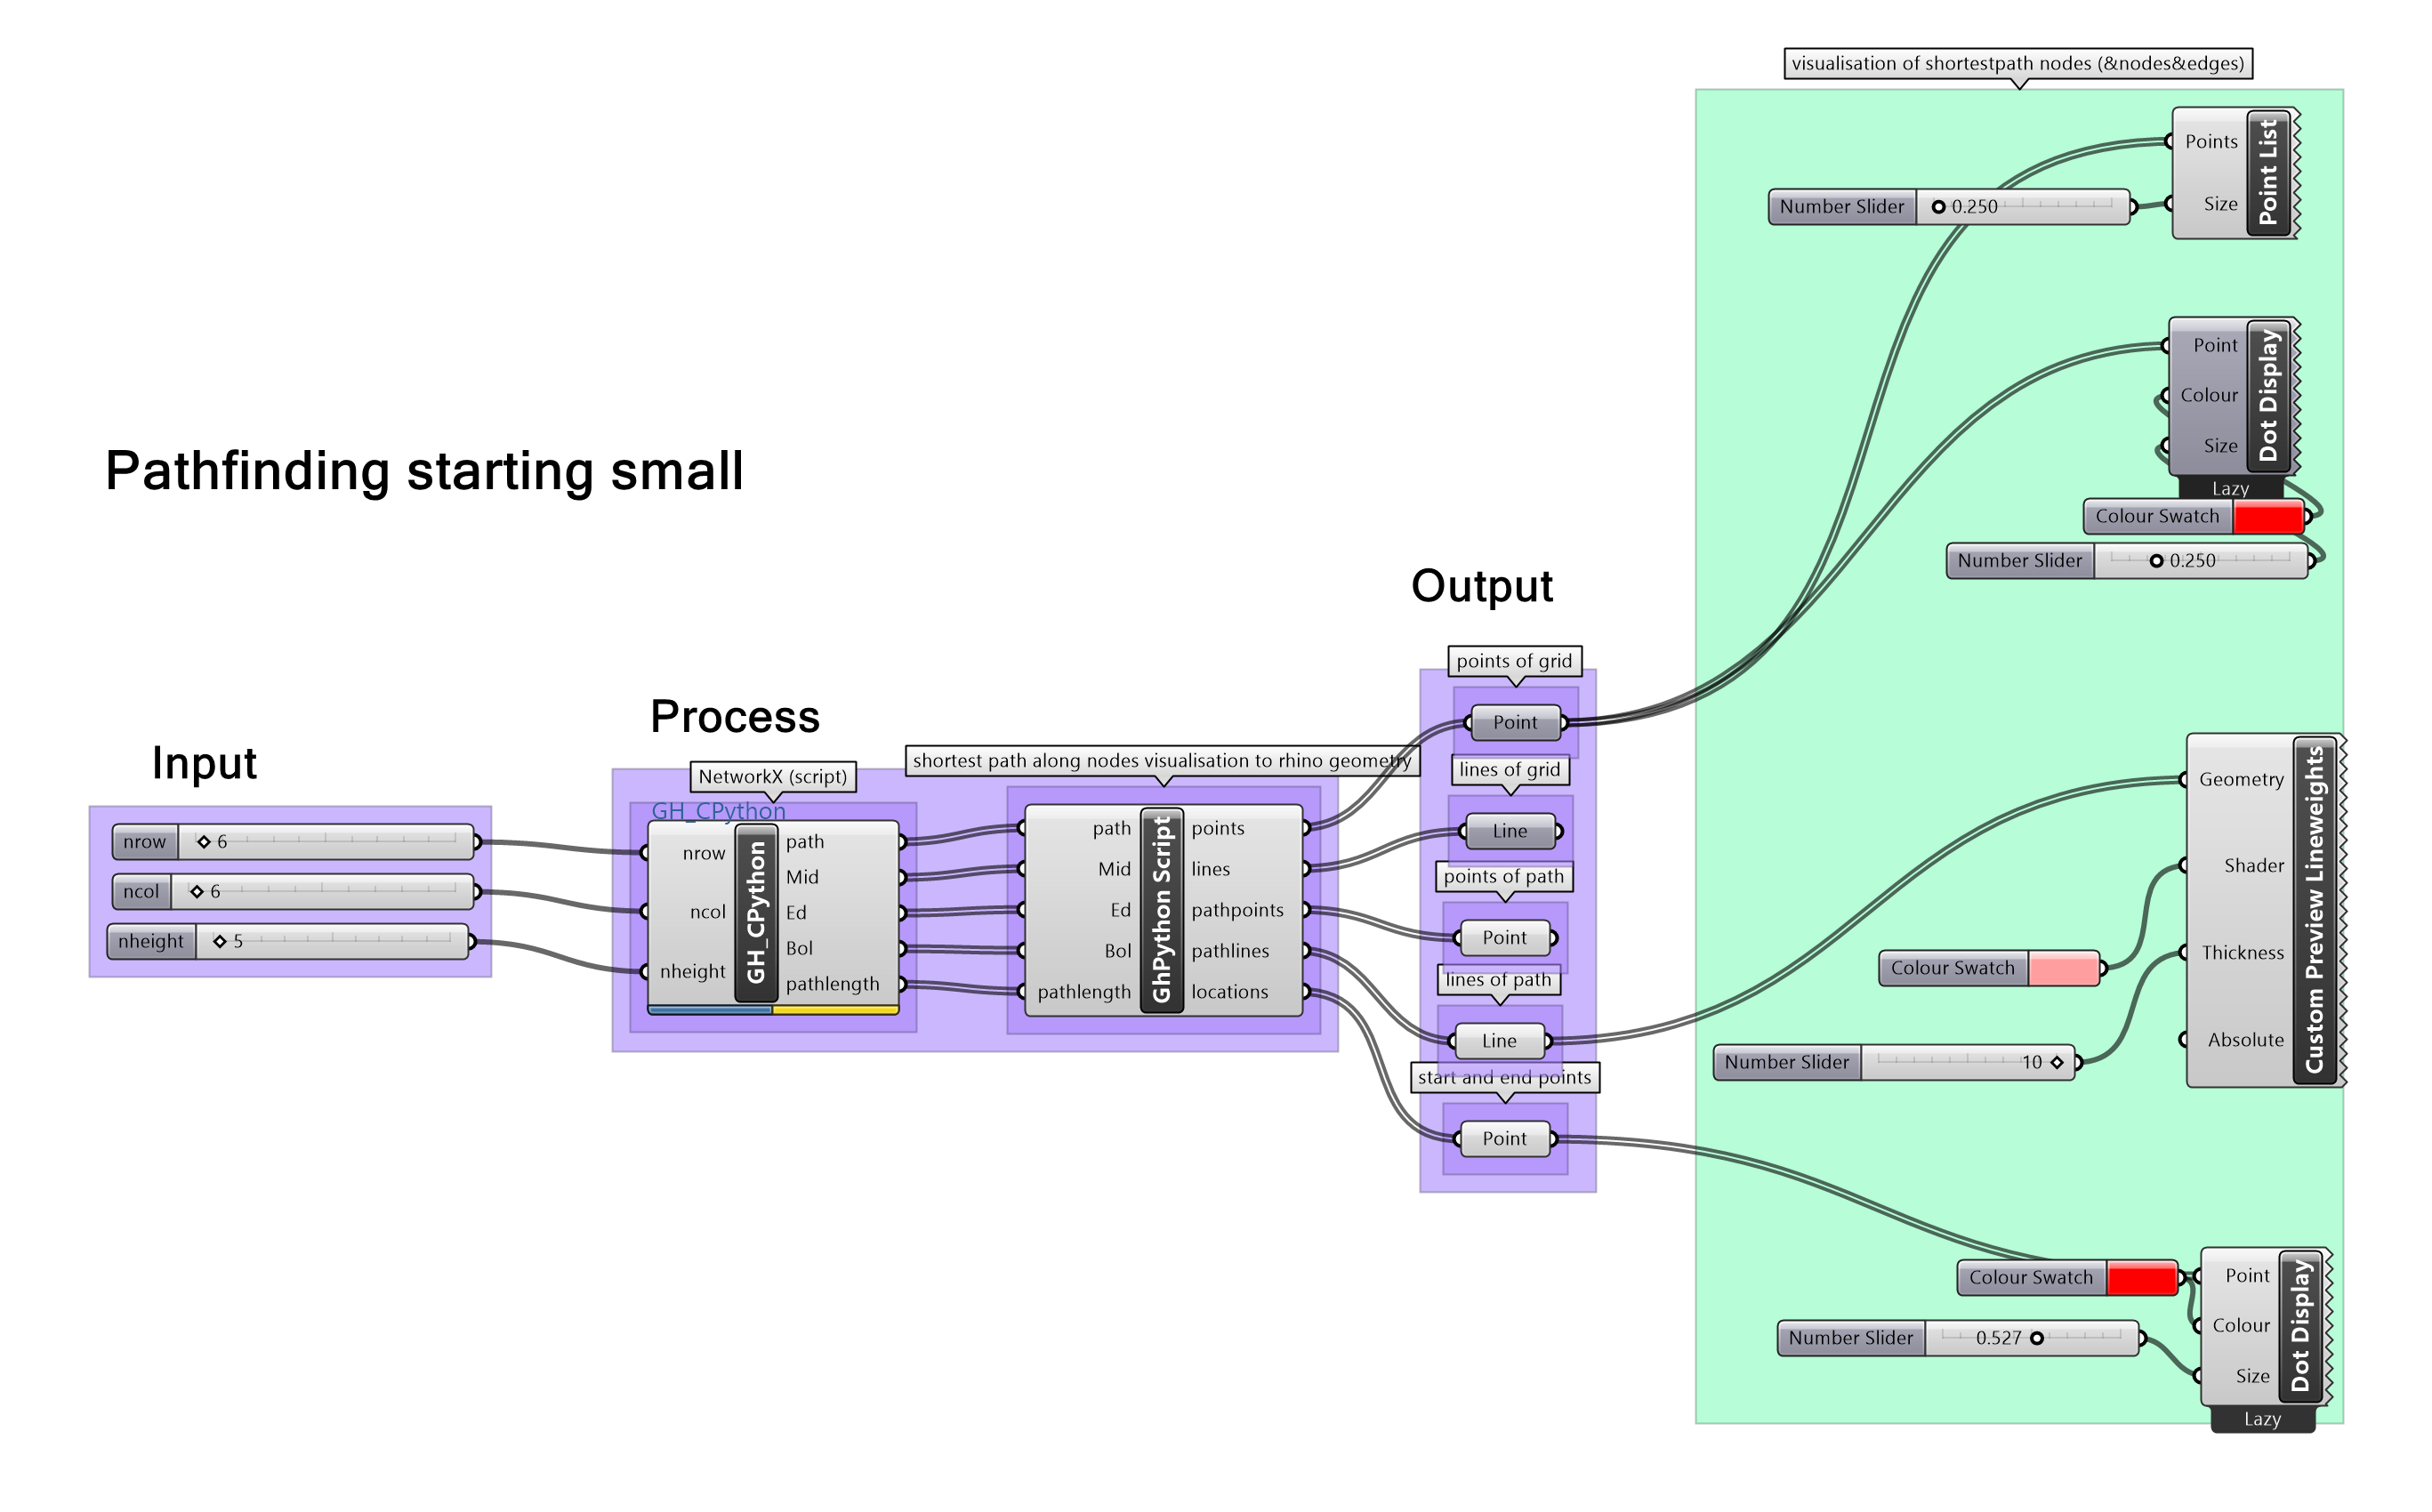 visualisation of shortestpath nodes (&nodes&edges)
Points
Size
Point List
Number Slider
0.250
Point
Colour
Size
Dot Display
Lazy
Colour Swatch
Number Slider
0.250
Pathfinding starting small
Input
nrow
6
ncol
6
nheight
5
Process
NetworkX (script)
GH_CPython
nrow
ncol
nheight
GH_CPython
path
Mid
Ed
Bol
pathlength
shortest path along nodes visualisation to rhino geometry
path
Mid
Ed
Bol
pathlength
GhPython Script
points
lines
pathpoints
pathlines
locations
Output
points of grid
Point
lines of grid
Line
points of path
Point
lines of path
Line
start and end points
Point
Geometry
Shader
Thickness
Absolute
Custom Preview Lineweights
Colour Swatch
Number Slider
10
Colour Swatch
Number Slider
0.527
Point
Colour
Size
Dot Display
Lazy